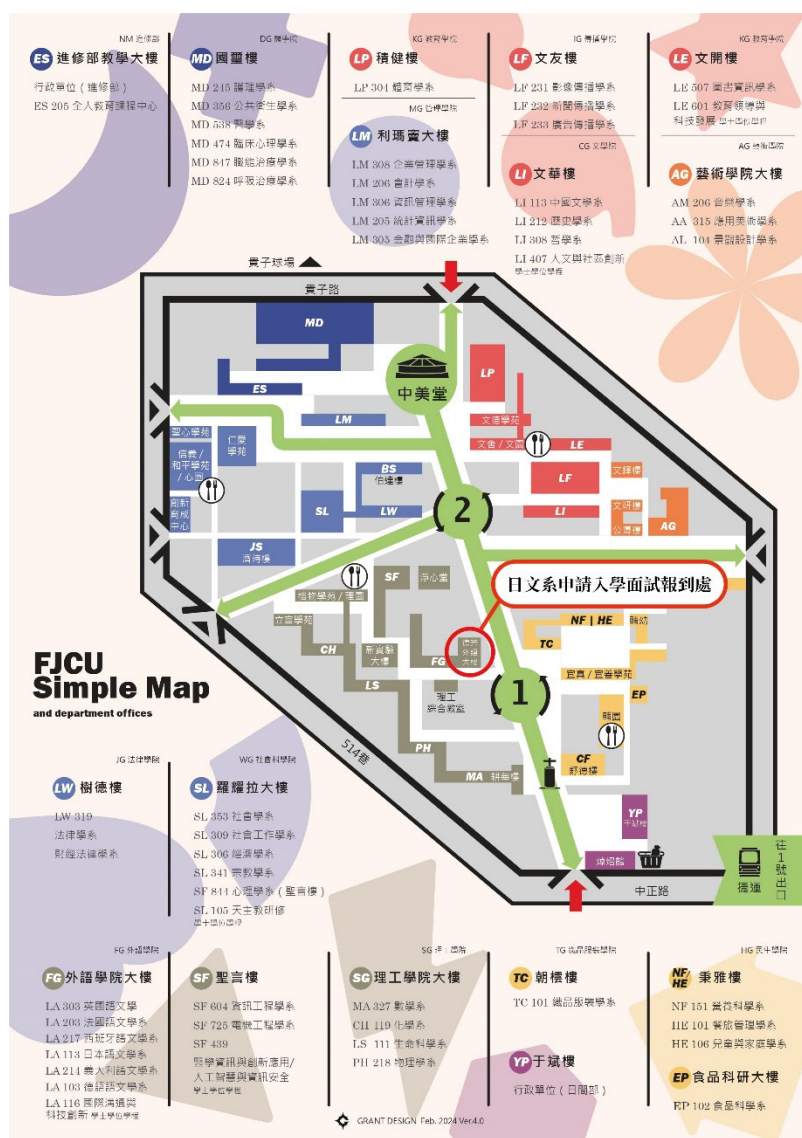 NM 進修部
ES 進修部教學大樓
行政單位（進修部）
ES 205 全人教育課程中心
MD 國璽樓
MD 245 護理學系
MD 356 公共衛生學系
MD 538 醫學系
MD 474 臨床心理學系
MD 847 職能治療學系
MD 824 呼吸治療學系
KG 教育學院
LP 積健樓
LP 304 體育學系
MG 管理學院
LM 利瑪竇大樓
LM 308 企業管理學系
LM 206 會計學系
LM 306 資訊管理學系
LM 205 統計資訊學系
LM 305 金融與國際企業學系
IG 傳播學院
LF 文友樓
LF 231 影像傳播學系
LF 232 新聞傳播學系
LF 233 廣告傳播學系
CG 文學院
LI 文華樓
LI 113 中國文學系
LI 212 歷史學系
LI 308 哲學系
LI 407 人文與社區創新
學士學位學程
KG 教育學院
LE 文開樓
LE 507 圖書資訊學系
LE 601 教育領導與
科技發展 學士學位學程
AG 藝術學院
AG 藝術學院大樓
AM 206 音樂學系
AA 315 應用美術學系
AL 104 景觀設計學系
貴子球場
貴子路
MD
中美堂
LP
ES
LM
文德學苑
文舍 / 文園
LE
聖心學苑
仁愛
學苑
信義 /
和平學苑
/ 心園
BS
伯達樓
LF
文鐸樓
創新
育成
中心
SL
LW
2
LI
文研樓
公博樓
AG
JS
濟時樓
SF
淨心堂
日文系申請入學面試報到處
格物學苑 / 理園
立言學苑
CH
新實驗
大樓
FG
德芳
外語
大樓
NF | HE
輔幼
TC
LS
理工
綜合教室
1
宜真 / 宜善學苑
EP
輔園
PH
MA
耕莘樓
CF
舒德樓
YP
于斌樓
焯炤館
514巷
中正路
捷運
往1號出口
FJCU
Simple Map
and department offices
JG 法律學院
LW 樹德樓
LW 319
法律學系
財經法律學系
WG 社會科學院
SL 羅耀拉大樓
SL 353 社會學系
SL 309 社會工作學系
SL 306 經濟學系
SL 341 宗教學系
SF 844 心理學系（聖言樓）
SL 105 天主教研修
學士學位學程
FG 外語學院
FG 外語學院大樓
LA 303 英國語文學
LA 203 法國語文學系
LA 217 西班牙語文學系
LA 113 日本語文學系
LA 214 義大利語文學系
LA 103 德語語文學系
LA 116 國際溝通與
科技創新 學士學位學程
SF 聖言樓
SF 604 資訊工程學系
SF 725 電機工程學系
SF 439
醫學資訊與創新應用/
人工智慧與資訊安全
學士學位學程
SG 理工學院
SG 理工學院大樓
MA 327 數學系
CH 119 化學系
LS 111 生命科學系
PH 218 物理學系
TG 織品服裝學院
TC 朝橒樓
TC 101 織品服裝學系
YP 于斌樓
行政單位（日間部）
HG 民生學院
NF/HE 秉雅樓
NF 151 營養科學系
HE 101 餐旅管理學系
HE 106 兒童與家庭學系
EP 食品科研大樓
EP 102 食品科學系
GRANT DESIGN Feb. 2024 Ver.4.0